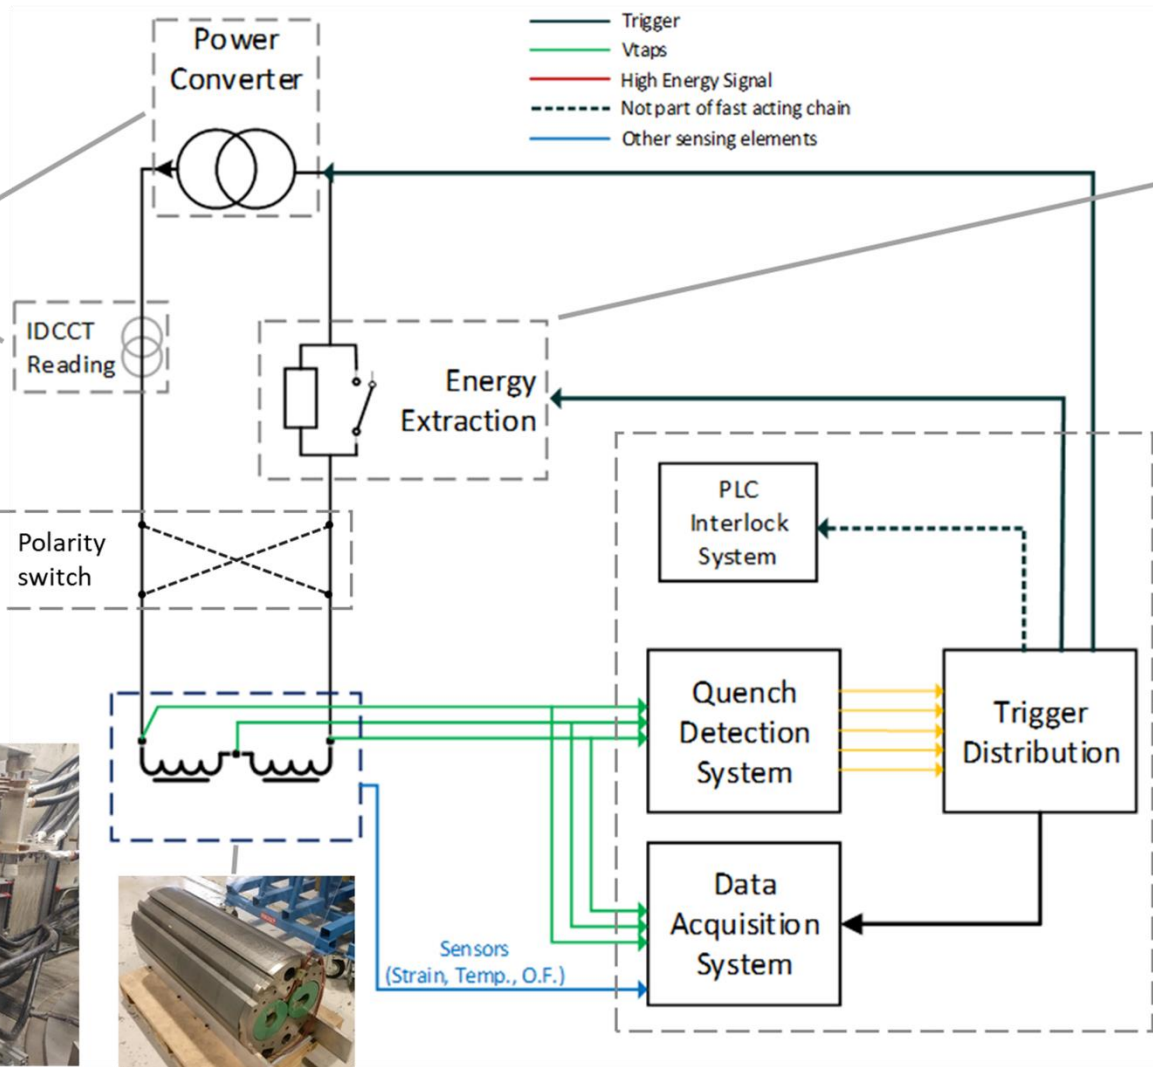 Power
Converter
Trigger
Vtaps
High Energy Signal
Not part of fast acting chain
Other sensing elements
IDCCT
Reading
Energy
Extraction
PLC
Interlock
System
Polarity
switch
Quench
Detection
System
Trigger
Distribution
Data
Acquisition
System
Sensors
(Strain, Temp., O.F.)